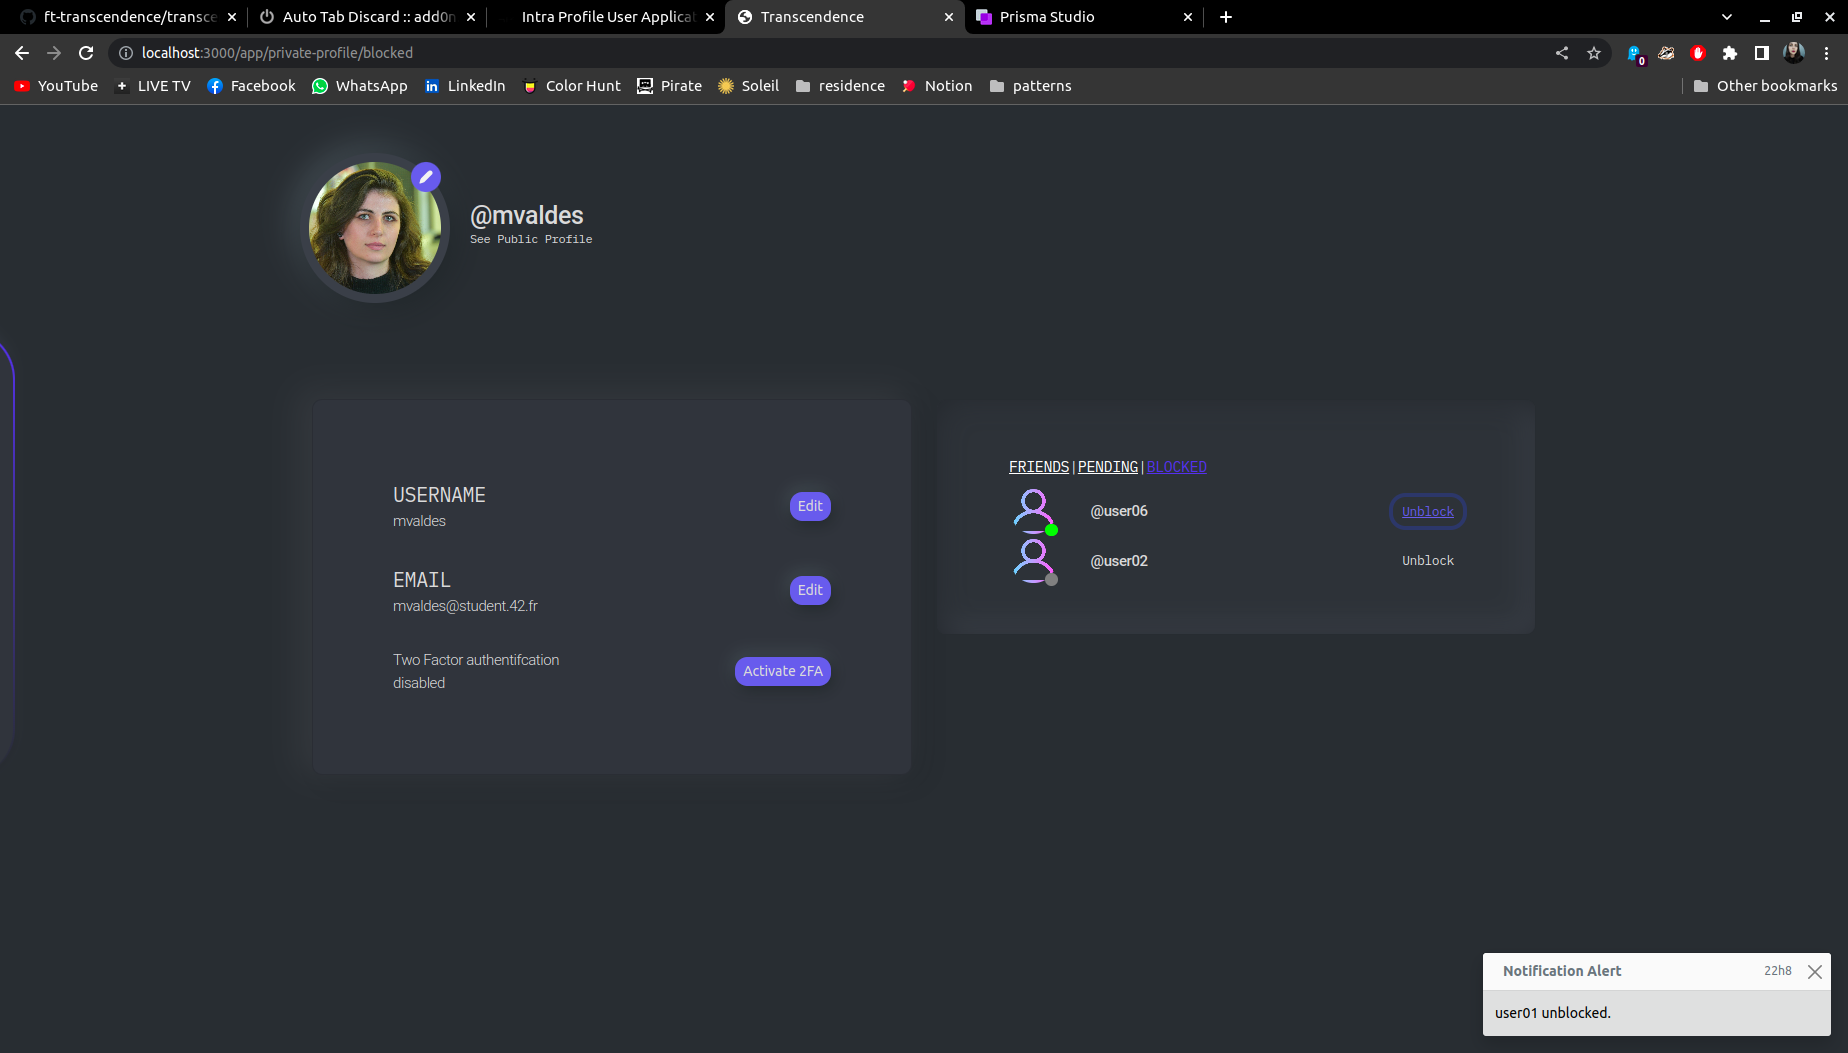 ft-transcendence/transce
Auto Tab Discard :: add0n
Intra Profile User Applicat
Transcendence
Prisma Studio
localhost:3000/app/private-profile/blocked
0
YouTube
LIVE TV
Facebook
WhatsApp
LinkedIn
Color Hunt
Pirate
Soleil
residence
Notion
patterns
Other bookmarks
@mvaldes
See Public Profile
USERNAME
mvaldes
Edit
EMAIL
mvaldes@student.42.fr
Edit
Two Factor authentifcation
disabled
Activate 2FA
FRIENDS|PENDING|BLOCKED
@user06
Unblock
@user02
Unblock
Notification Alert
22h8
user01 unblocked.